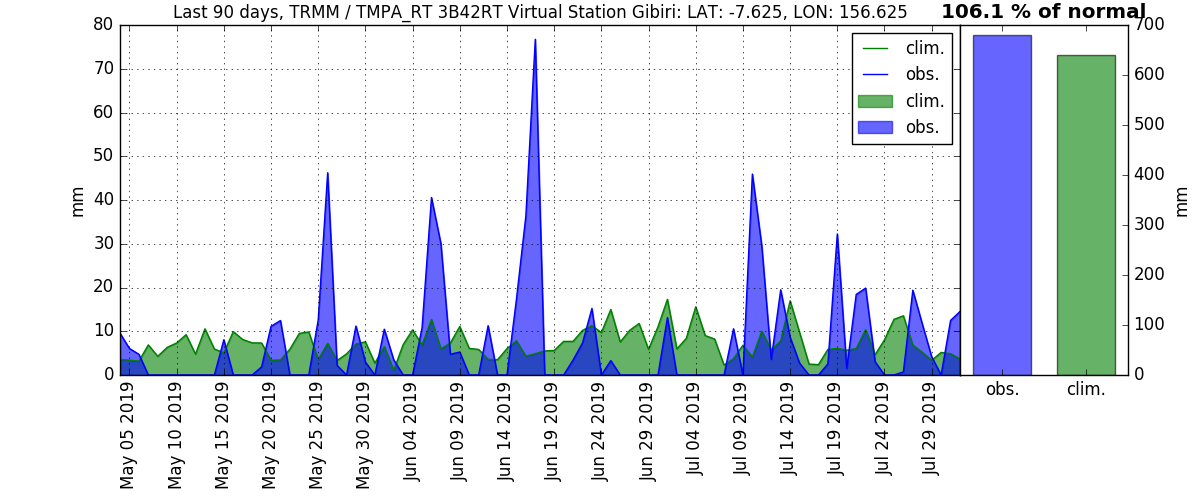 Last 90 days, TRMM / TMPA_RT 3B42RT Virtual Station Gibiri: LAT: -7.625, LON: 156.625
106.1 % of normal
80
70
60
50
40
30
20
10
0
mm
clim.
obs.
clim.
obs.
700
600
500
400
300
200
100
0
mm
May 05 2019
May 10 2019
May 15 2019
May 20 2019
May 25 2019
May 30 2019
Jun 04 2019
Jun 09 2019
Jun 14 2019
Jun 19 2019
Jun 24 2019
Jun 29 2019
Jul 04 2019
Jul 09 2019
Jul 14 2019
Jul 19 2019
Jul 24 2019
Jul 29 2019
obs.
clim.